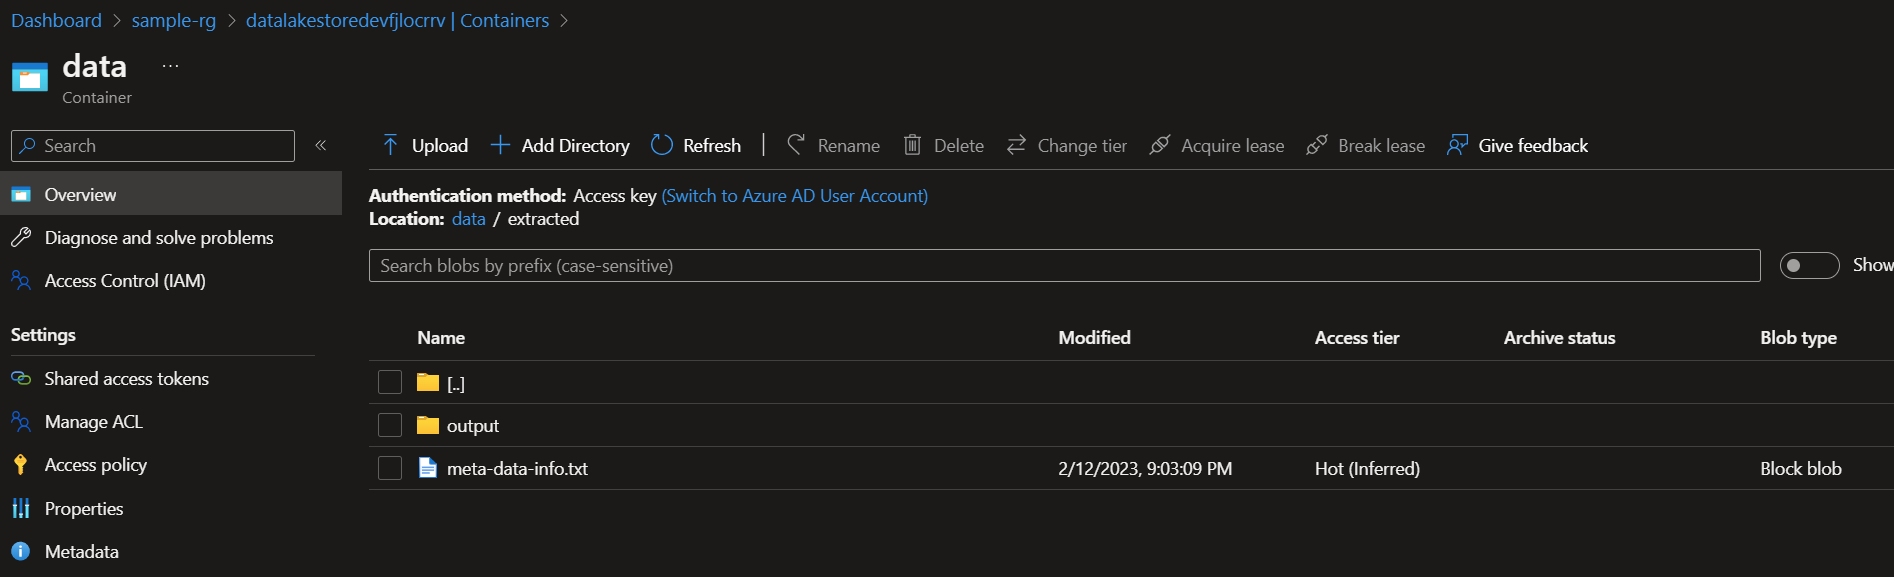 Dashboard > sample-rg > datalakestoredevfjlocrrv | Containers >
data ...
Container
Search «
Overview
Diagnose and solve problems
Access Control (IAM)
Settings
Shared access tokens
Manage ACL
Access policy
Properties
Metadata
Upload Add Directory Refresh | Rename Delete Change tier Acquire lease Break lease Give feedback
Authentication method: Access key (Switch to Azure AD User Account)
Location: data / extracted
Search blobs by prefix (case-sensitive) Show
Name Modified Access tier Archive status Blob type
[..]
output
meta-data-info.txt 2/12/2023, 9:03:09 PM Hot (Inferred) Block blob